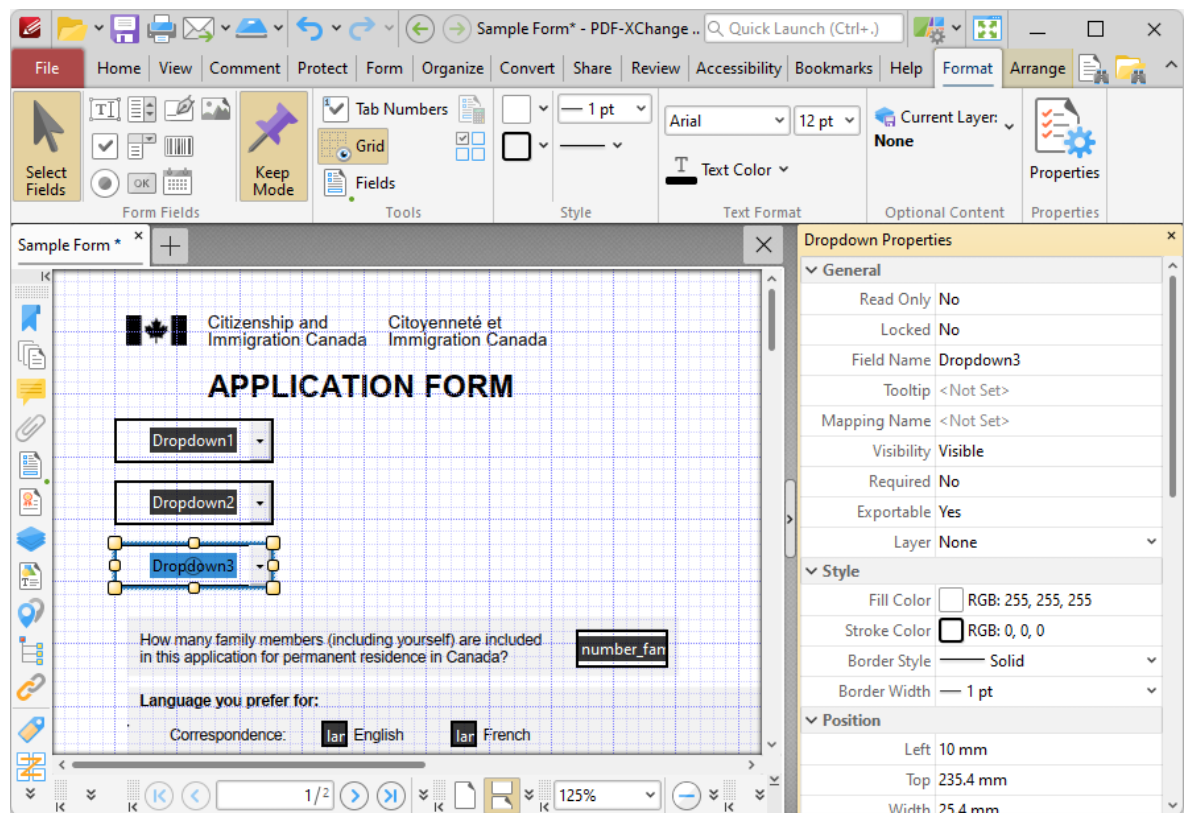 Sample Form* - PDF-XChange ..
Quick Launch (Ctrl+.)
File Home View Comment Protect Form Organize Convert Share Review Accessibility Bookmarks Help Format Arrange
Select Fields
OK
Keep Mode
Form Fields
Tab Numbers
Grid
Fields
Tools
1 pt
Style
Arial
12 pt
Text Color
Text Format
Current Layer:
None
Optional Content
Properties
Properties
Sample Form *
Dropdown Properties
Citizenship and Immigration Canada
Citoyenneté et Immigration Canada
APPLICATION FORM
Dropdown1
Dropdown2
Dropdown3
How many family members (including yourself) are included
in this application for permanent residence in Canada?
number_fan
Language you prefer for:
Correspondence: lar English lar French
1/2
125%
General
Read Only No
Locked No
Field Name Dropdown3
Tooltip <Not Set>
Mapping Name <Not Set>
Visibility Visible
Required No
Exportable Yes
Layer None
Style
Fill Color RGB: 255, 255, 255
Stroke Color RGB: 0, 0, 0
Border Style Solid
Border Width 1 pt
Position
Left 10 mm
Top 235.4 mm
Width 25.4 mm